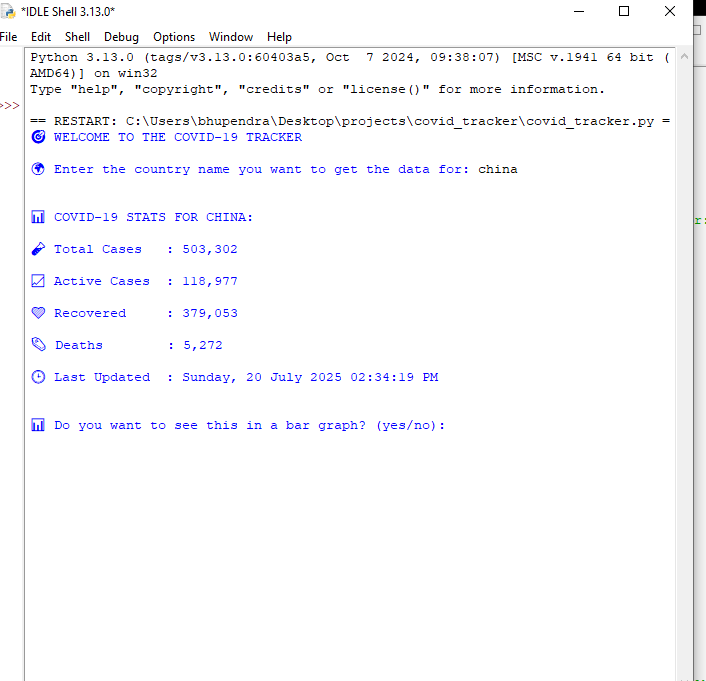 *IDLE Shell 3.13.0*
File Edit Shell Debug Options Window Help
Python 3.13.0 (tags/v3.13.0:60403a5, Oct  7 2024, 09:38:07) [MSC v.1941 64 bit (
AMD64)] on win32
Type "help", "copyright", "credits" or "license()" for more information.
>>>
== RESTART: C:\Users\bhupendra\Desktop\projects\covid_tracker\covid_tracker.py =
🎯 WELCOME TO THE COVID-19 TRACKER
🌍 Enter the country name you want to get the data for: china
📊 COVID-19 STATS FOR CHINA:
🧪 Total Cases   : 503,302
📈 Active Cases  : 118,977
💚 Recovered     : 379,053
⚰ Deaths        : 5,272
🕒 Last Updated  : Sunday, 20 July 2025 02:34:19 PM
📊 Do you want to see this in a bar graph? (yes/no):